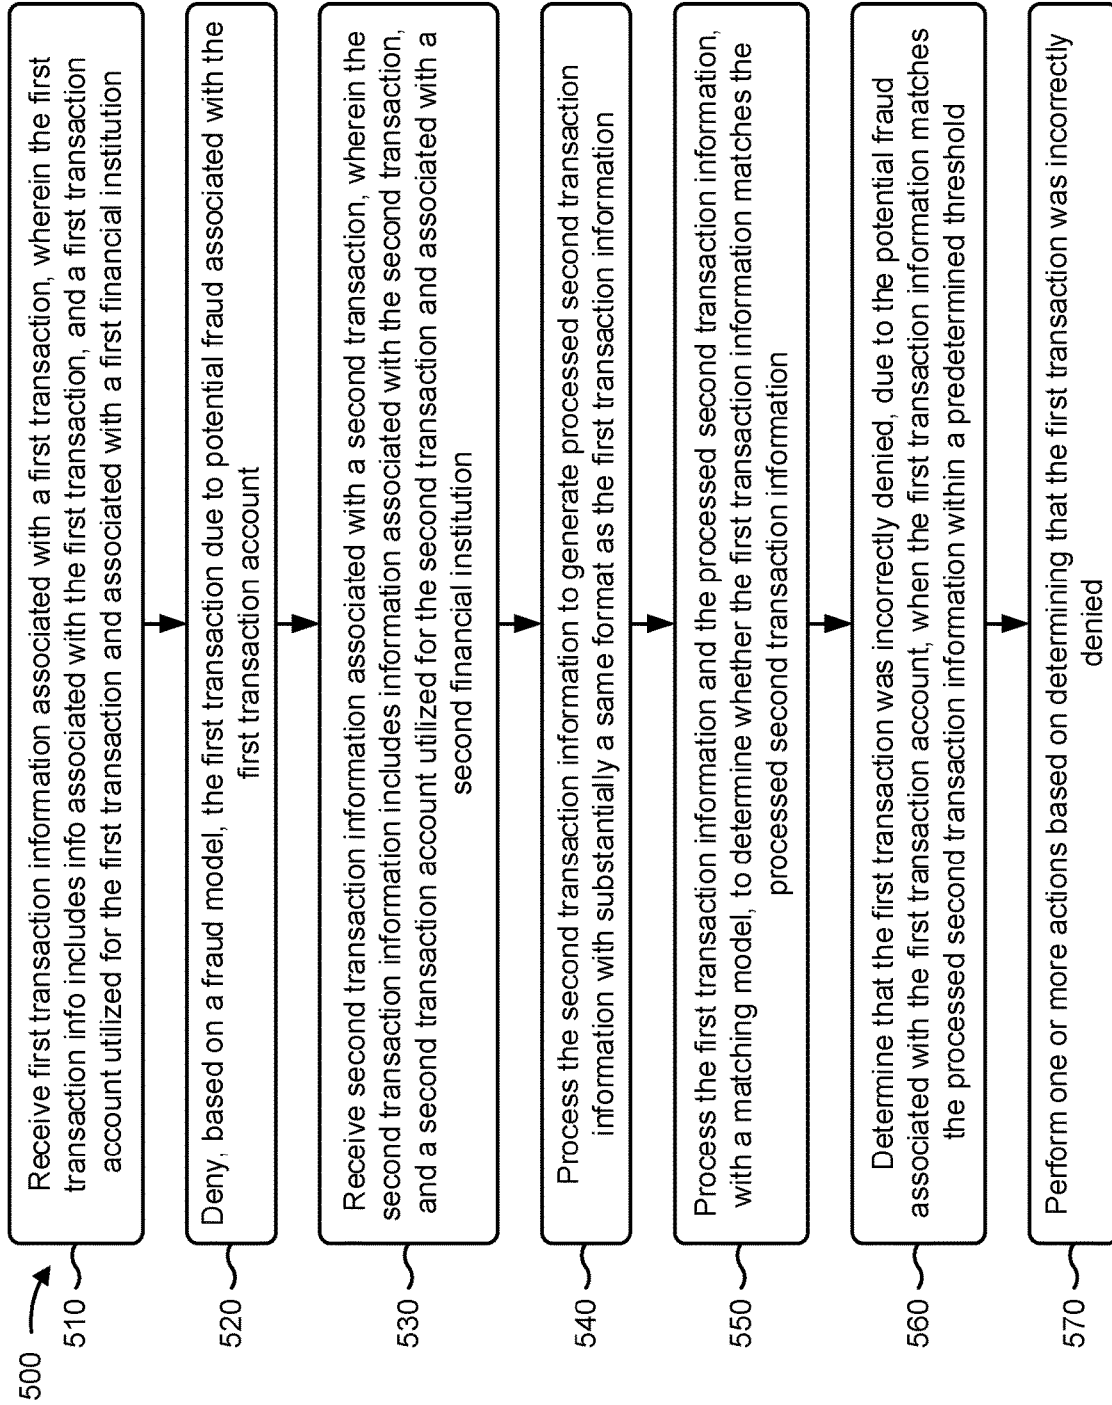 500
510
Receive first transaction information associated with a first transaction, wherein the first
transaction info includes info associated with the first transaction, and a first transaction
account utilized for the first transaction and associated with a first financial institution
520
Deny, based on a fraud model, the first transaction due to potential fraud associated with the
first transaction account
530
Receive second transaction information associated with a second transaction, wherein the
second transaction information includes information associated with the second transaction,
and a second transaction account utilized for the second transaction and associated with a
second financial institution
540
Process the second transaction information to generate processed second transaction
information with substantially a same format as the first transaction information
550
Process the first transaction information and the processed second transaction information,
with a matching model, to determine whether the first transaction information matches the
processed second transaction information
560
Determine that the first transaction was incorrectly denied, due to the potential fraud
associated with the first transaction account, when the first transaction information matches
the processed second transaction information within a predetermined threshold
570
Perform one or more actions based on determining that the first transaction was incorrectly
denied